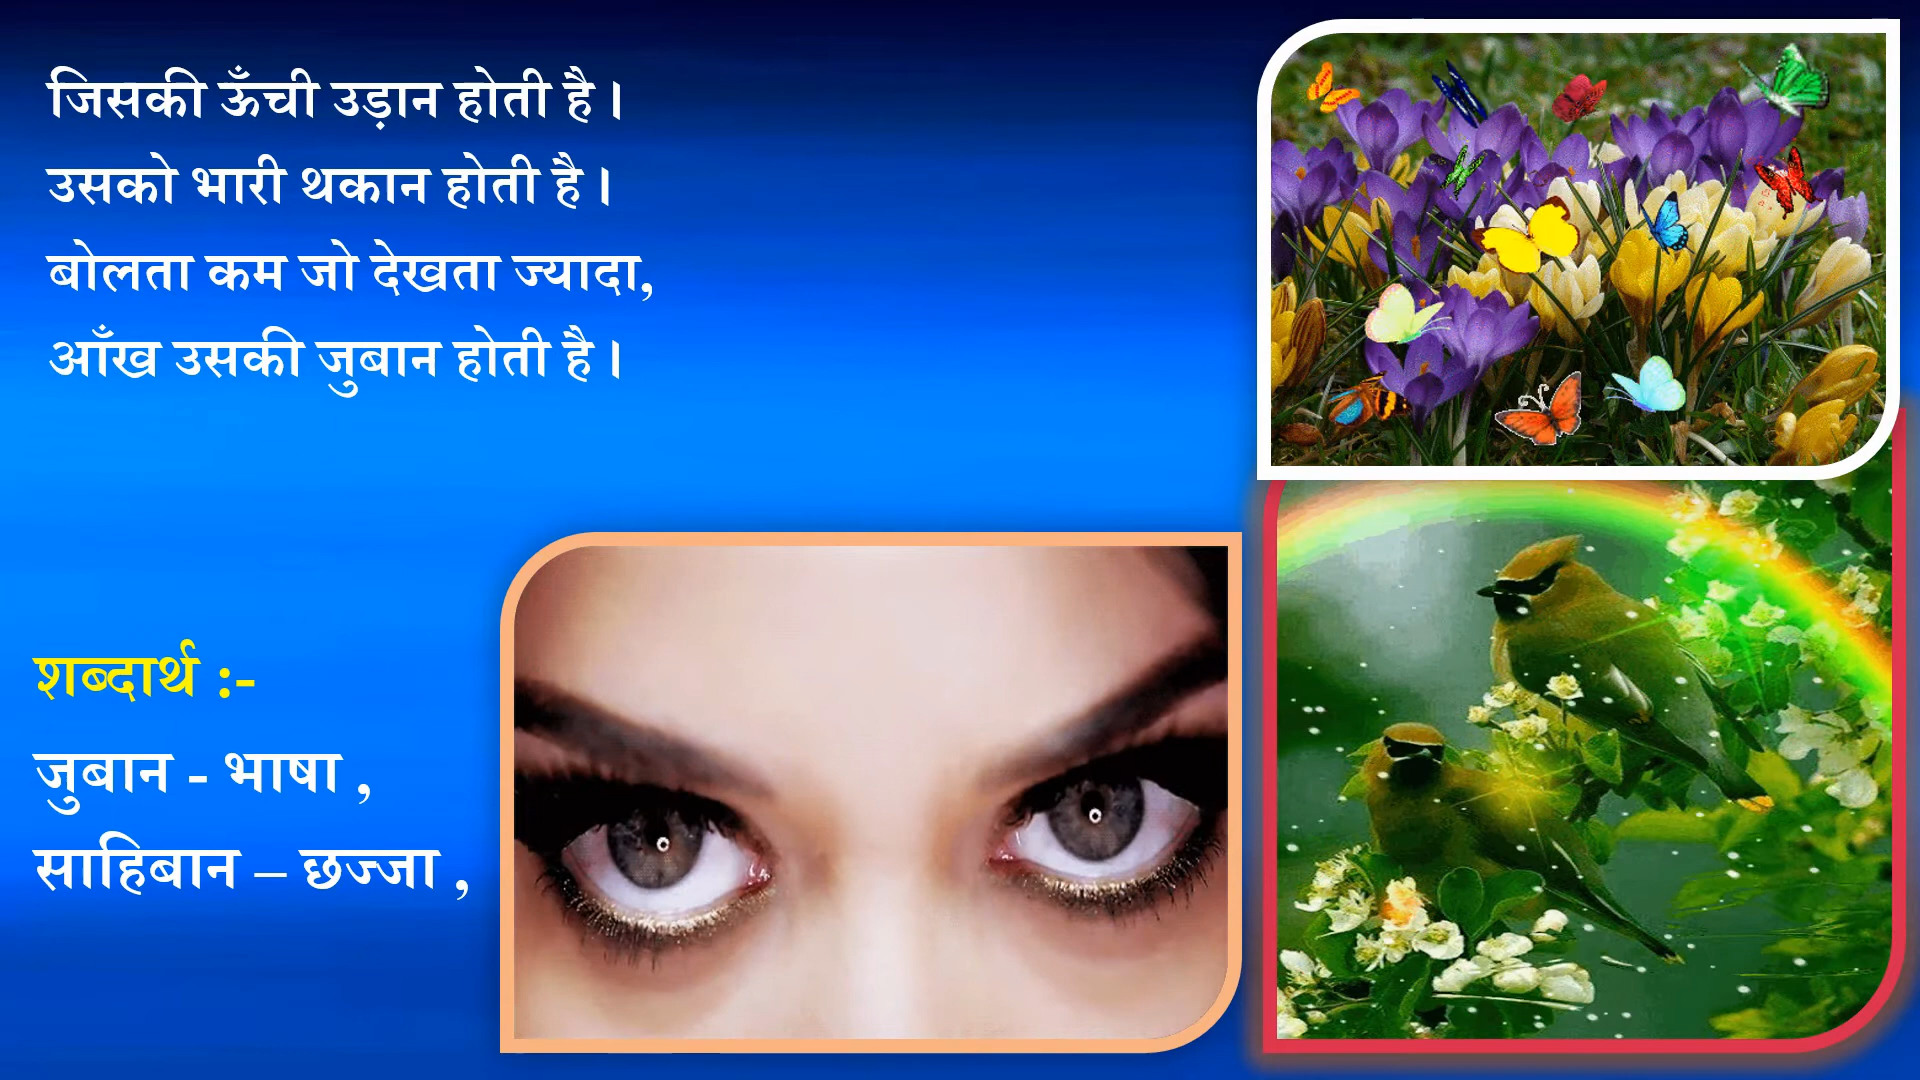 जिसकी ऊँची उड़ान होती है।
उसको भारी थकान होती है।
बोलता कम जो देखता ज्यादा,
आँख उसकी जुबान होती है।
शब्दार्थ :-
जुबान - भाषा ,
साहिबान – छज्जा ,